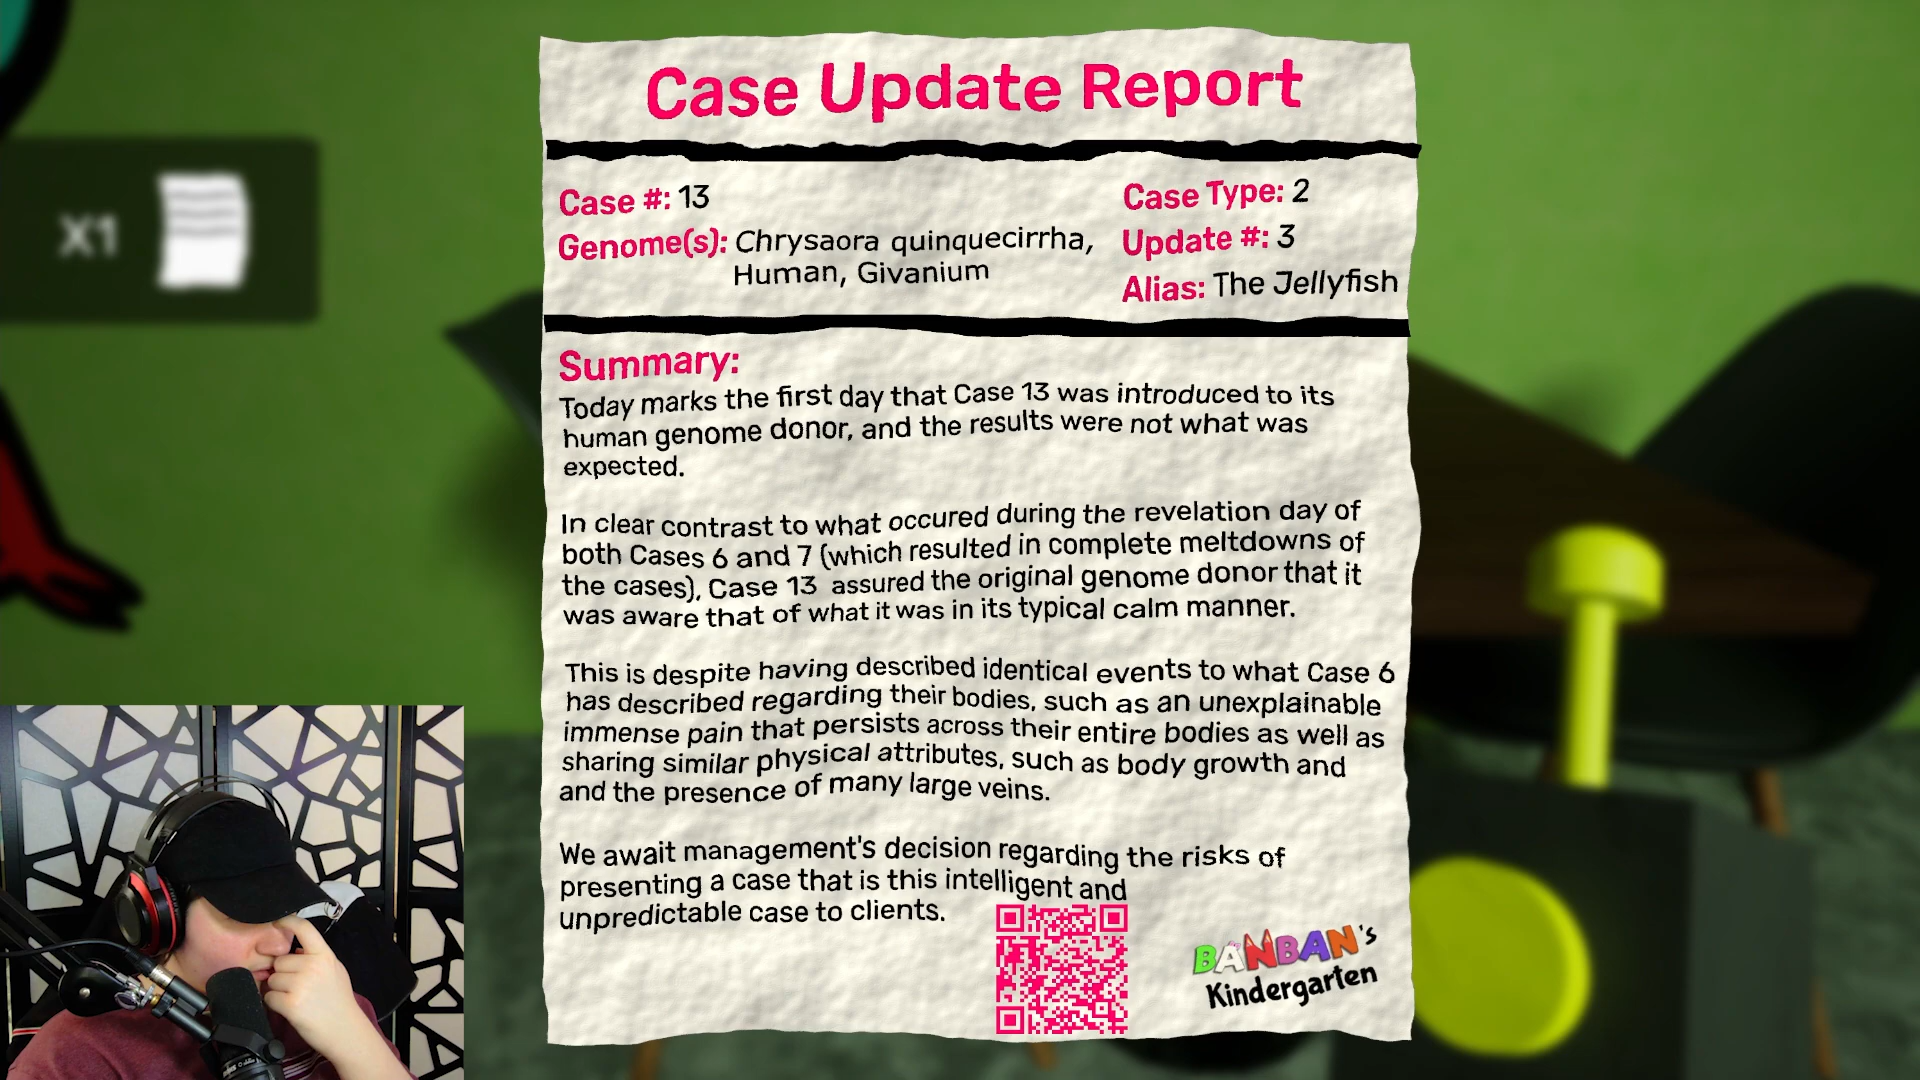 Case Update Report
Case #: 13
Genome(s): Chrysaora quinquecirrha,
Human, Givanium
Case Type: 2
Update #: 3
Alias: The Jellyfish
Summary:
Today marks the first day that Case 13 was introduced to its
human genome donor, and the results were not what was
expected.
In clear contrast to what occured during the revelation day of
both Cases 6 and 7 (which resulted in complete meltdowns of
the cases), Case 13 assured the original genome donor that it
was aware that of what it was in its typical calm manner.
This is despite having described identical events to what Case 6
has described regarding their bodies, such as an unexplainable
immense pain that persists across their entire bodies as well as
sharing similar physical attributes, such as body growth and
and the presence of many large veins.
We await management's decision regarding the risks of
presenting a case that is this intelligent and
unpredictable case to clients.
BANBAN's
Kindergarten
X1